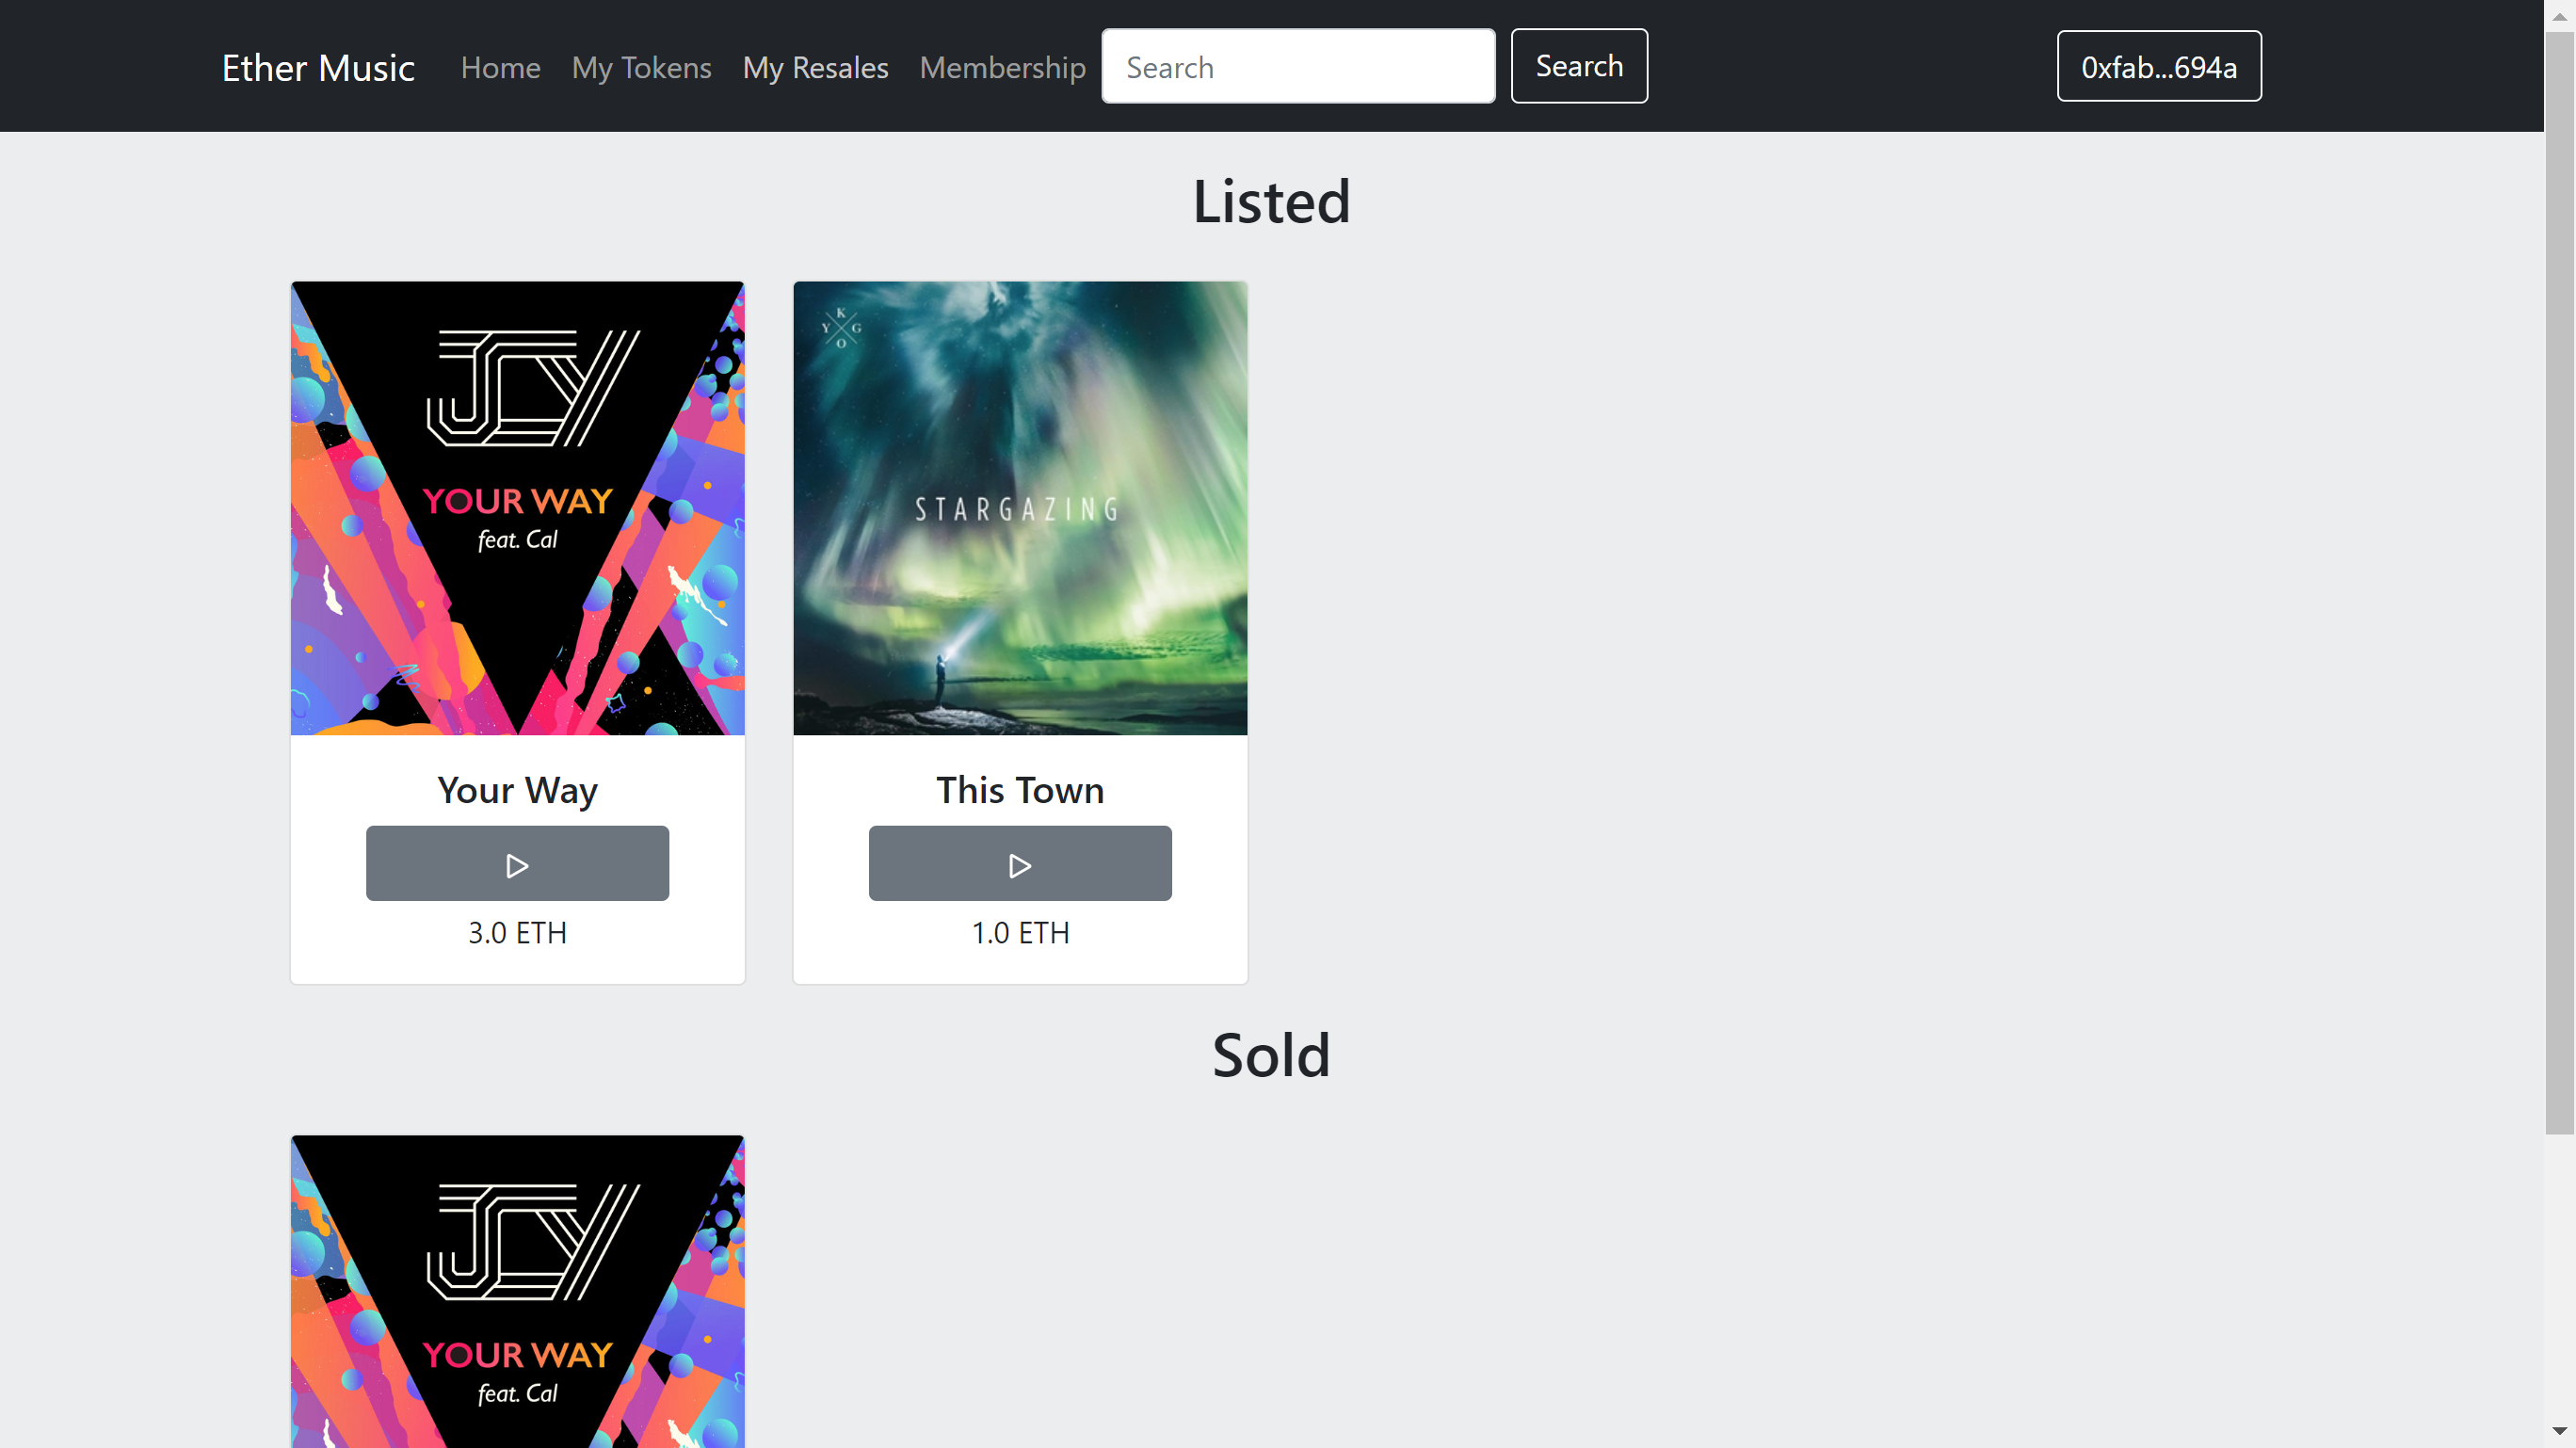 Ether Music Home My Tokens My Resales Membership Search Search 0xfab...694a
Listed
JCY
YOUR WAY
feat. Cal
K
Y G
O
STARGAZING
Your Way
This Town
3.0 ETH
1.0 ETH
Sold
JCY
YOUR WAY
feat. Cal